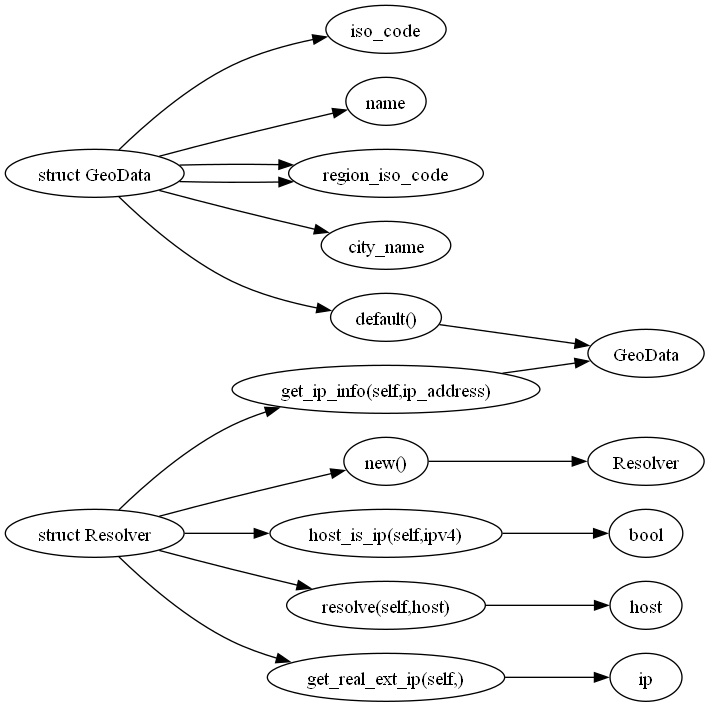 iso_code
name
struct GeoData
region_iso_code
city_name
default()
GeoData
get_ip_info(self,ip_address)
new()
Resolver
struct Resolver
host_is_ip(self,ipv4)
bool
resolve(self,host)
host
get_real_ext_ip(self,)
ip